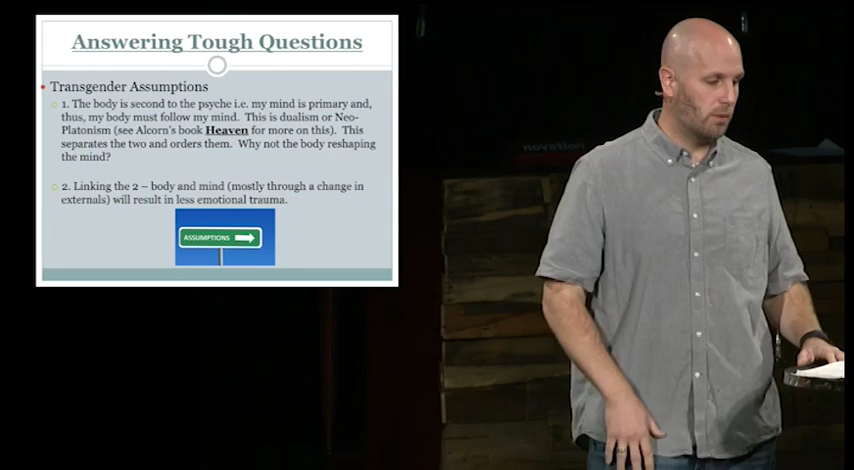 Answering Tough Questions
Transgender Assumptions
1. The body is second to the psyche i.e. my mind is primary and,
thus, my body must follow my mind. This is dualism or Neo-
Platonism (see Alcorn's book Heaven for more on this). This
separates the two and orders them. Why not the body reshaping
the mind?
2. Linking the 2 – body and mind (mostly through a change in
externals) will result in less emotional trauma.
ASSUMPTIONS
novation